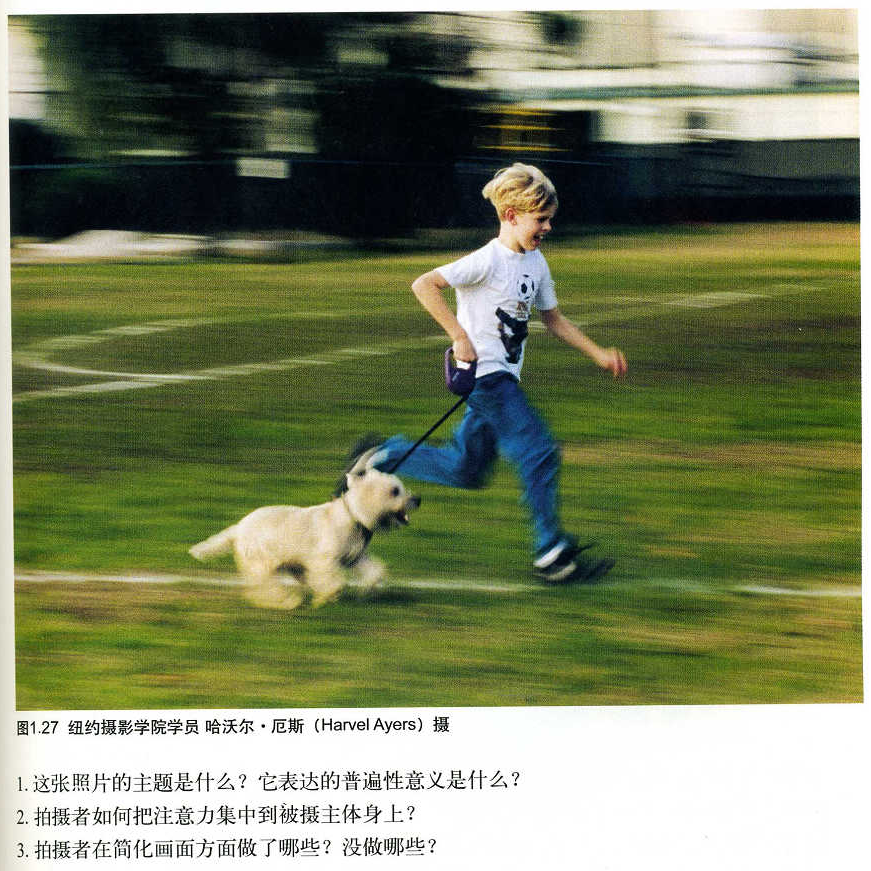 图1.27 纽约摄影学院学员 哈沃尔·厄斯（Harvel Ayers）摄
1. 这张照片的主题是什么？它表达的普遍性意义是什么？
2. 拍摄者如何把注意力集中到被摄主体身上？
3. 拍摄者在简化画面方面做了哪些？没做哪些？